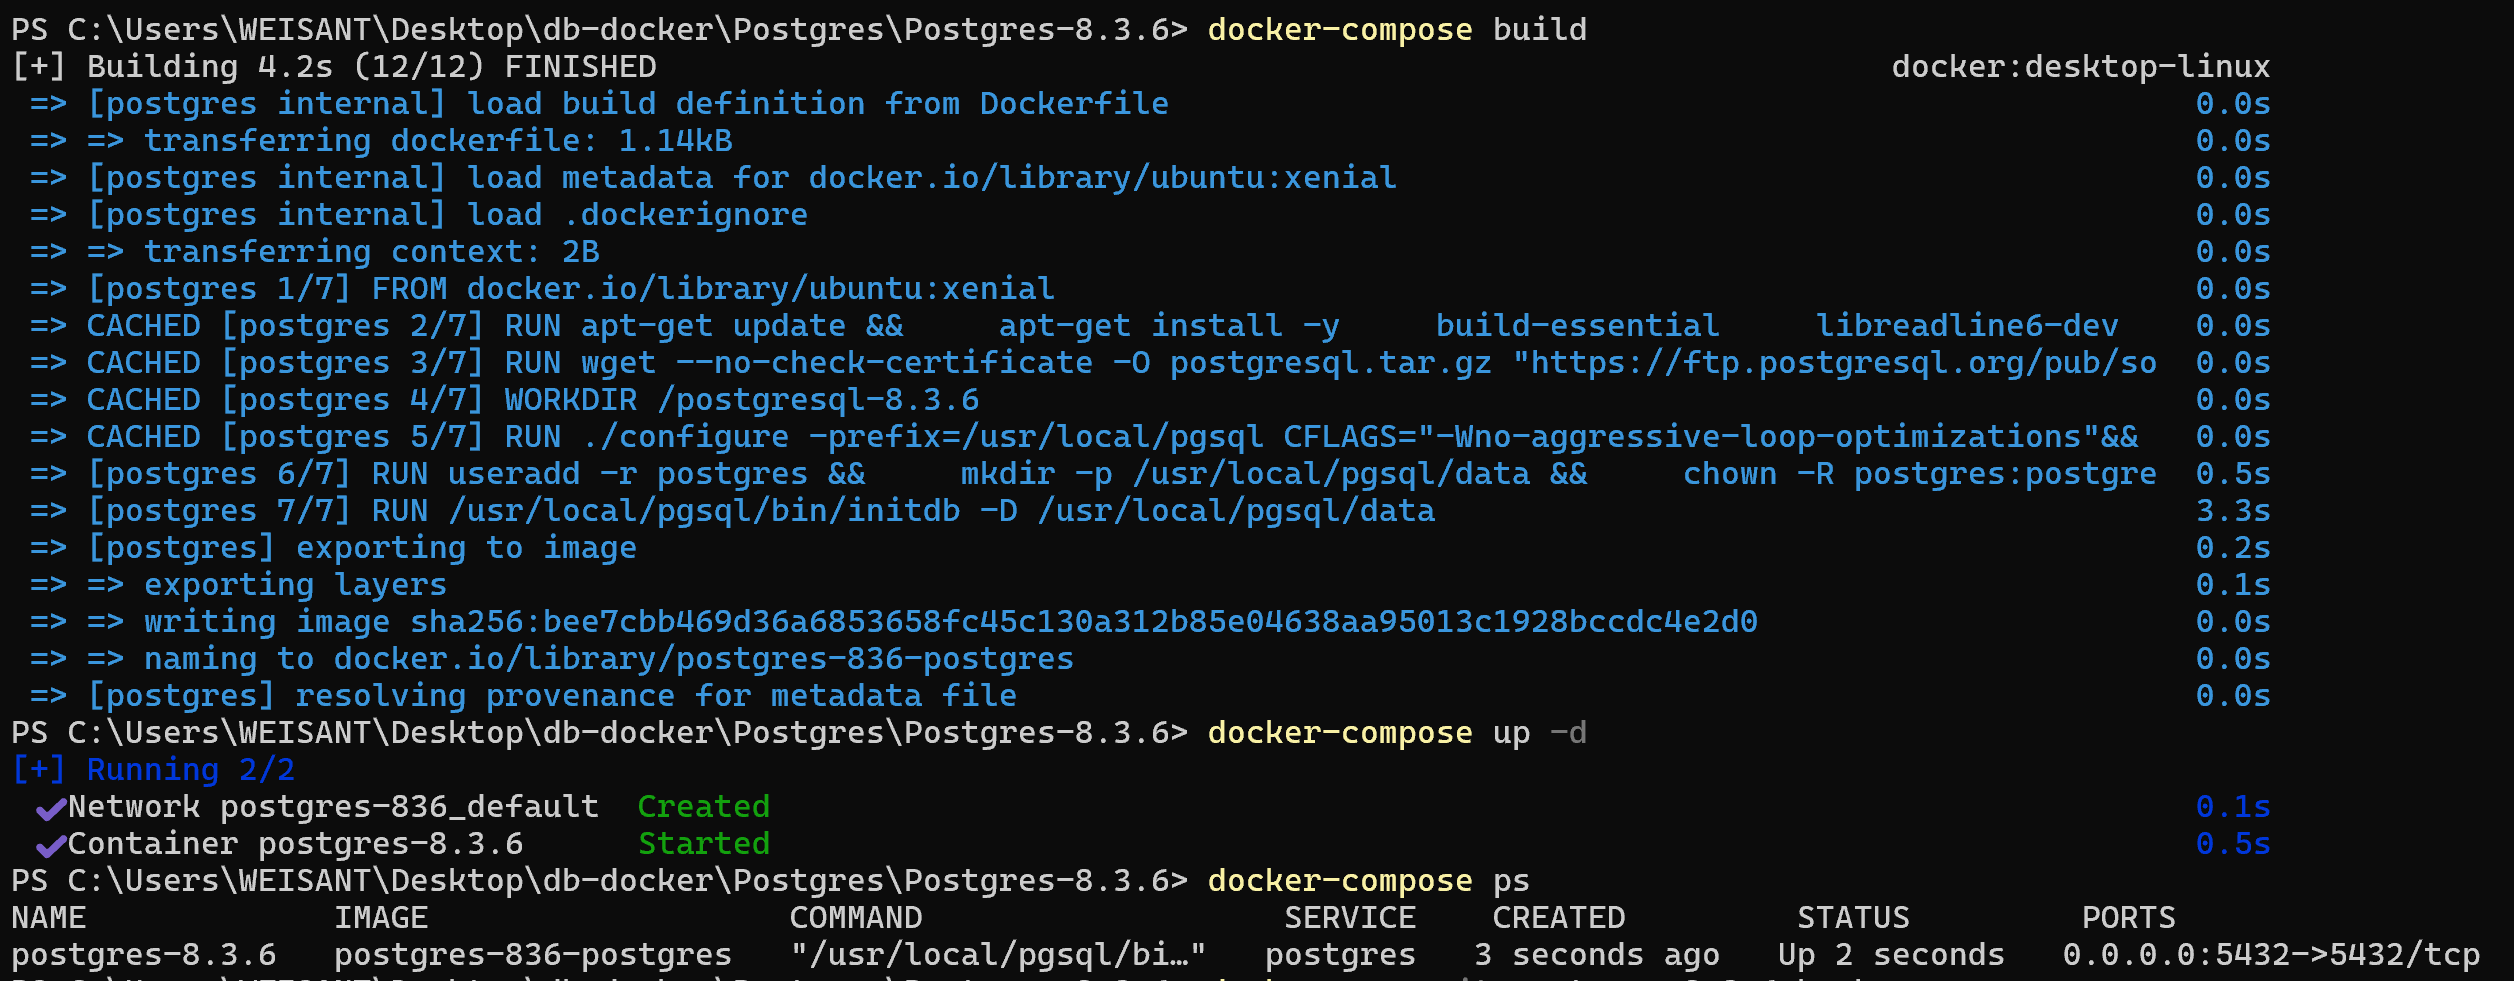 PS C:\Users\WEISANT\Desktop\db-docker\Postgres\Postgres-8.3.6> docker-compose build
[+] Building 4.2s (12/12) FINISHED docker:desktop-linux
=> [postgres internal] load build definition from Dockerfile 0.0s
=> => transferring dockerfile: 1.14kB 0.0s
=> [postgres internal] load metadata for docker.io/library/ubuntu:xenial 0.0s
=> [postgres internal] load .dockerignore 0.0s
=> => transferring context: 2B 0.0s
=> [postgres 1/7] FROM docker.io/library/ubuntu:xenial 0.0s
=> CACHED [postgres 2/7] RUN apt-get update && apt-get install -y build-essential libreadline6-dev 0.0s
=> CACHED [postgres 3/7] RUN wget --no-check-certificate -O postgresql.tar.gz "https://ftp.postgresql.org/pub/so 0.0s
=> CACHED [postgres 4/7] WORKDIR /postgresql-8.3.6 0.0s
=> CACHED [postgres 5/7] RUN ./configure -prefix=/usr/local/pgsql CFLAGS="-Wno-aggressive-loop-optimizations"&& 0.0s
=> [postgres 6/7] RUN useradd -r postgres && mkdir -p /usr/local/pgsql/data && chown -R postgres:postgre 0.5s
=> [postgres 7/7] RUN /usr/local/pgsql/bin/initdb -D /usr/local/pgsql/data 3.3s
=> [postgres] exporting to image 0.2s
=> => exporting layers 0.1s
=> => writing image sha256:bee7cbb469d36a6853658fc45c130a312b85e04638aa95013c1928bccdc4e2d0 0.0s
=> => naming to docker.io/library/postgres-836-postgres 0.0s
=> [postgres] resolving provenance for metadata file 0.0s
PS C:\Users\WEISANT\Desktop\db-docker\Postgres\Postgres-8.3.6> docker-compose up -d
[+] Running 2/2
✔Network postgres-836_default Created 0.1s
✔Container postgres-8.3.6 Started 0.5s
PS C:\Users\WEISANT\Desktop\db-docker\Postgres\Postgres-8.3.6> docker-compose ps
NAME IMAGE COMMAND SERVICE CREATED STATUS PORTS
postgres-8.3.6 postgres-836-postgres "/usr/local/pgsql/bi…" postgres 3 seconds ago Up 2 seconds 0.0.0.0:5432->5432/tcp